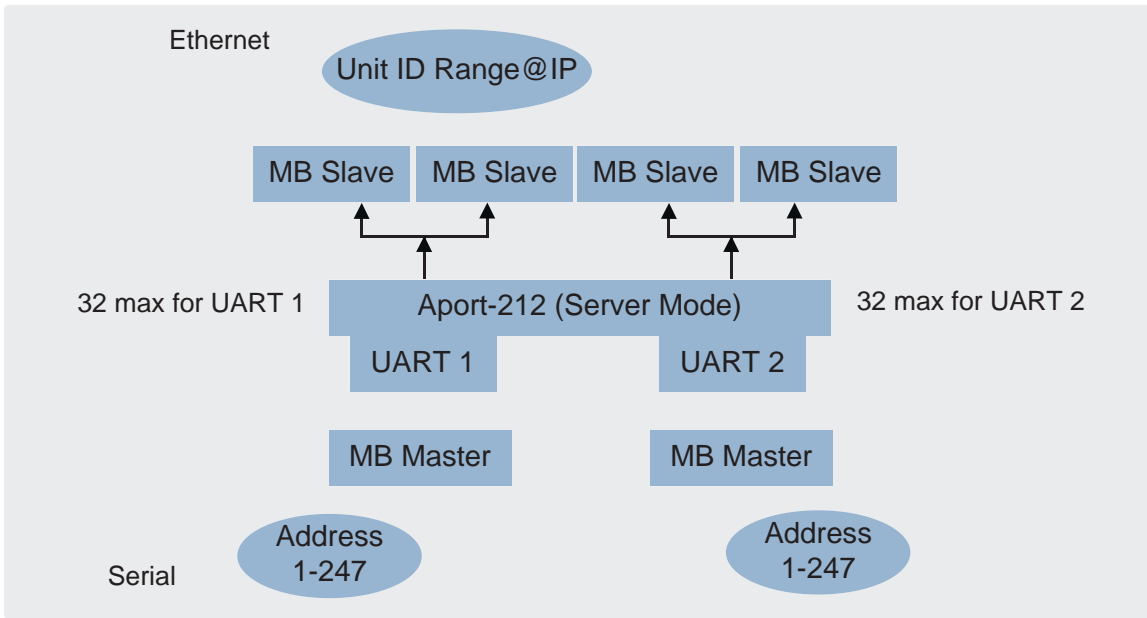 Ethernet
Unit ID Range@IP
MB Slave
MB Slave
MB Slave
MB Slave
32 max for UART 1
Aport-212 (Server Mode)
32 max for UART 2
UART 1
UART 2
MB Master
MB Master
Address
1-247
Address
1-247
Serial